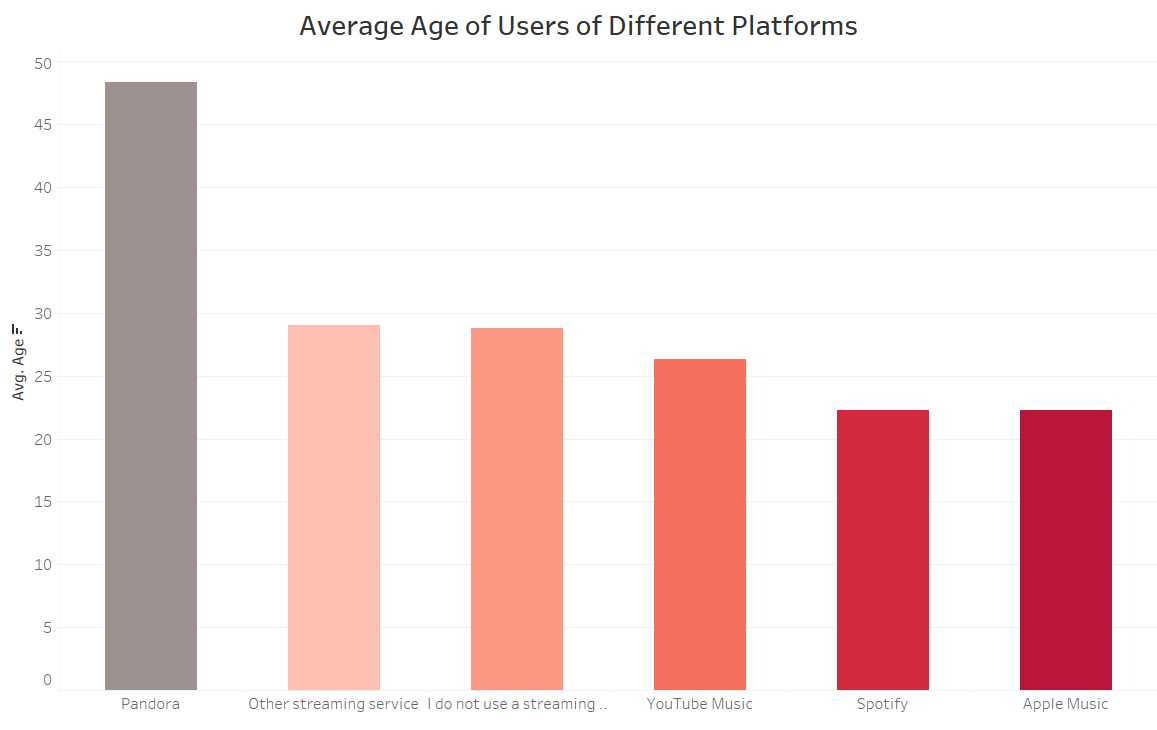 Average Age of Users of Different Platforms
50
45
40
35
30
25
20
15
10
5
0
Avg. Age
Pandora
Other streaming service
I do not use a streaming ..
YouTube Music
Spotify
Apple Music